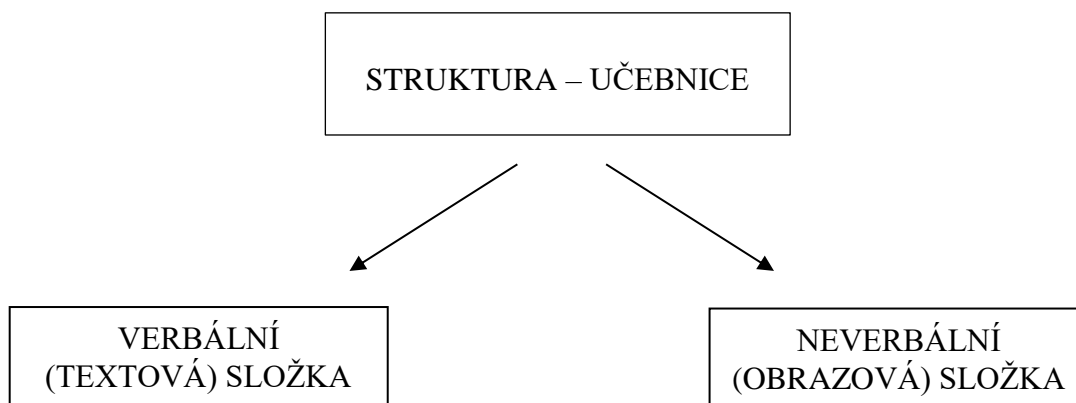 STRUKTURA – UČEBNICE
VERBÁLNÍ
(TEXTOVÁ) SLOŽKA
NEVERBÁLNÍ
(OBRAZOVÁ) SLOŽKA